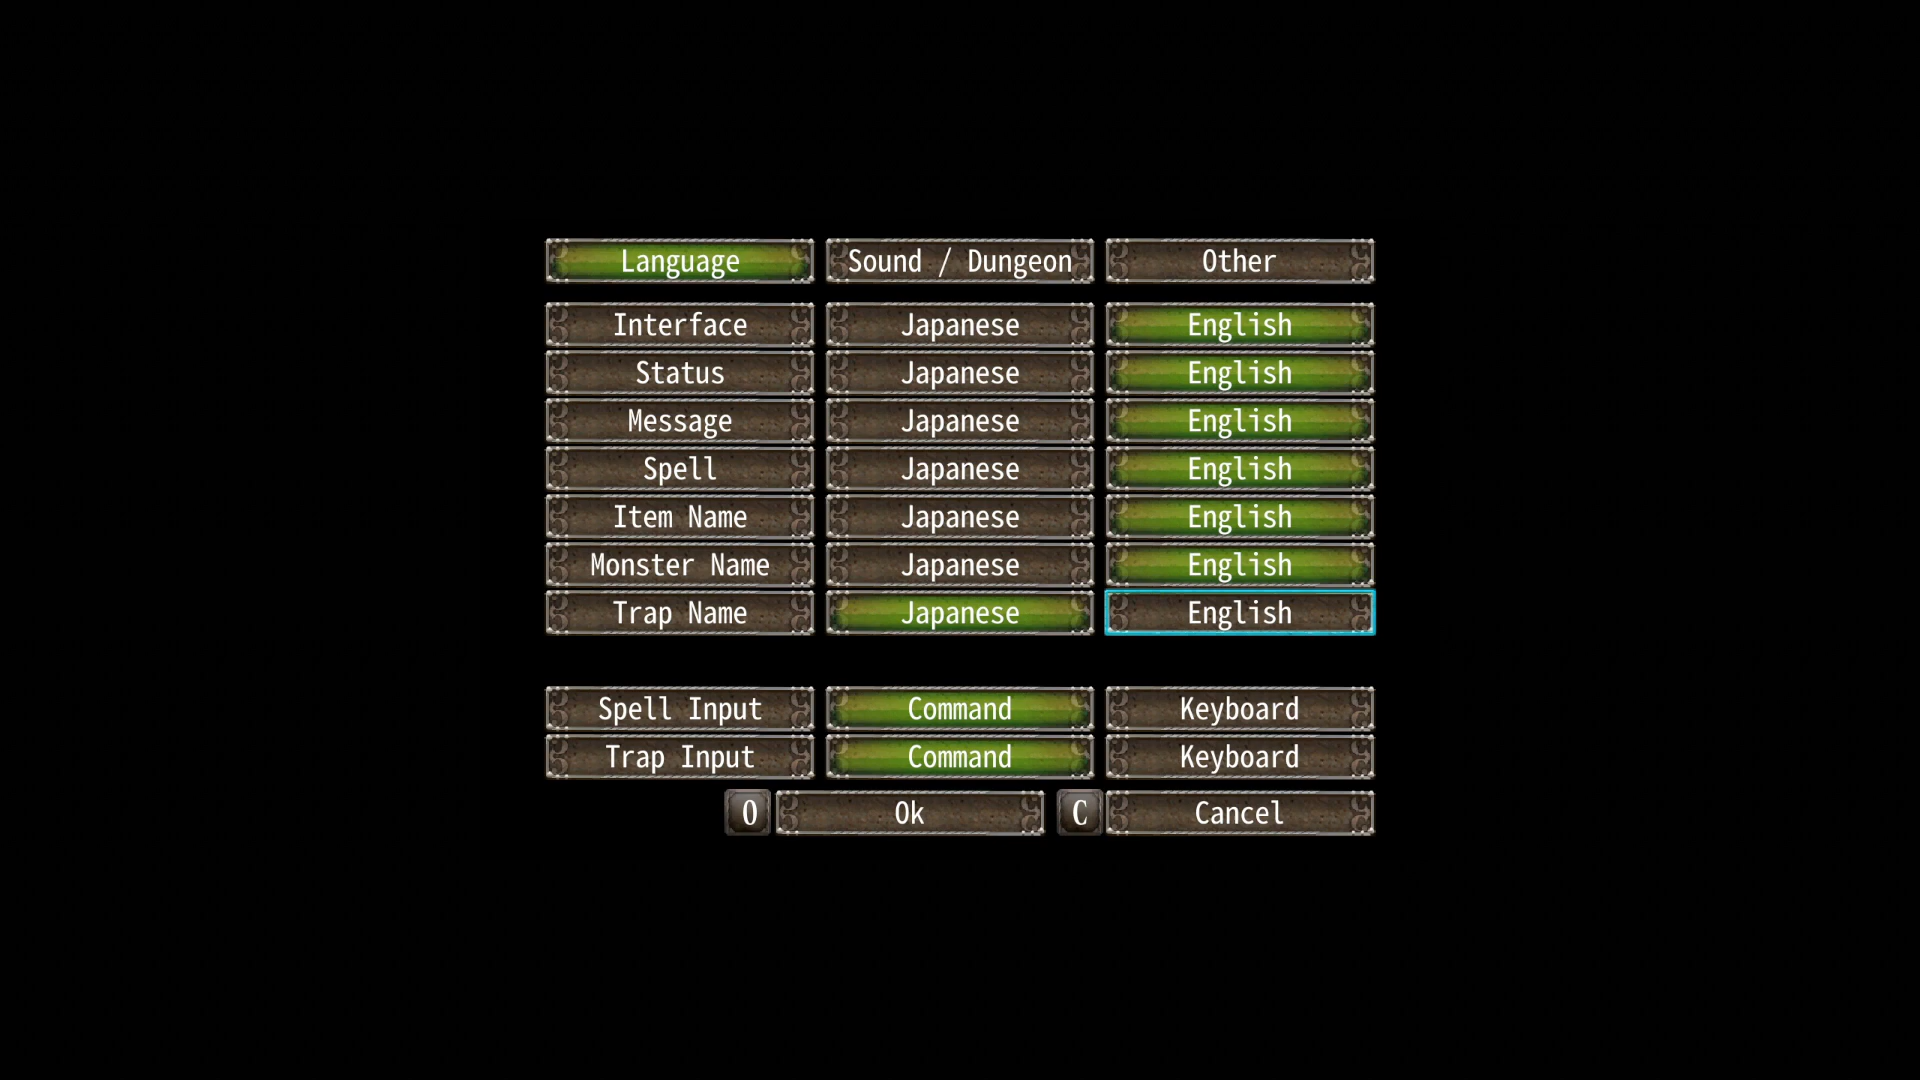 Language Sound / Dungeon Other
Interface Japanese English
Status Japanese English
Message Japanese English
Spell Japanese English
Item Name Japanese English
Monster Name Japanese English
Trap Name Japanese English
Spell Input Command Keyboard
Trap Input Command Keyboard
O Ok C Cancel